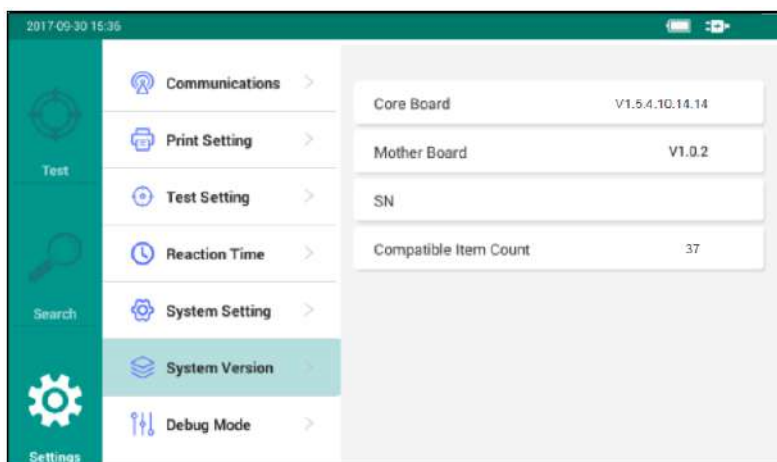 2017-09-30 15:36
Test
Search
Settings
Communications
Print Setting
Test Setting
Reaction Time
System Setting
System Version
Debug Mode
Core Board V1.5.4.10.14.14
Mother Board V1.0.2
SN
Compatible Item Count 37